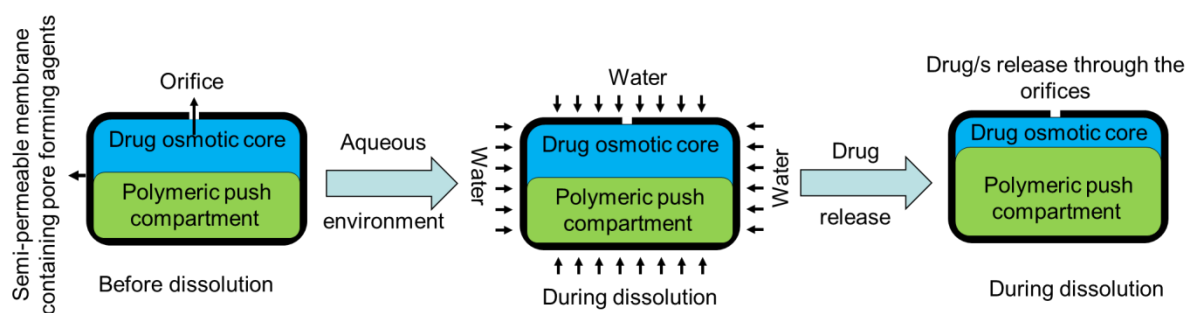 Semi-permeable membrane
containing pore forming agents
Orifice
Drug osmotic core
Polymeric push
compartment
Before dissolution
Aqueous
environment
Water
Water
Drug osmotic core
Polymeric push
compartment
Water
During dissolution
Drug
release
Drug/s release through the
orifices
Drug osmotic core
Polymeric push
compartment
During dissolution